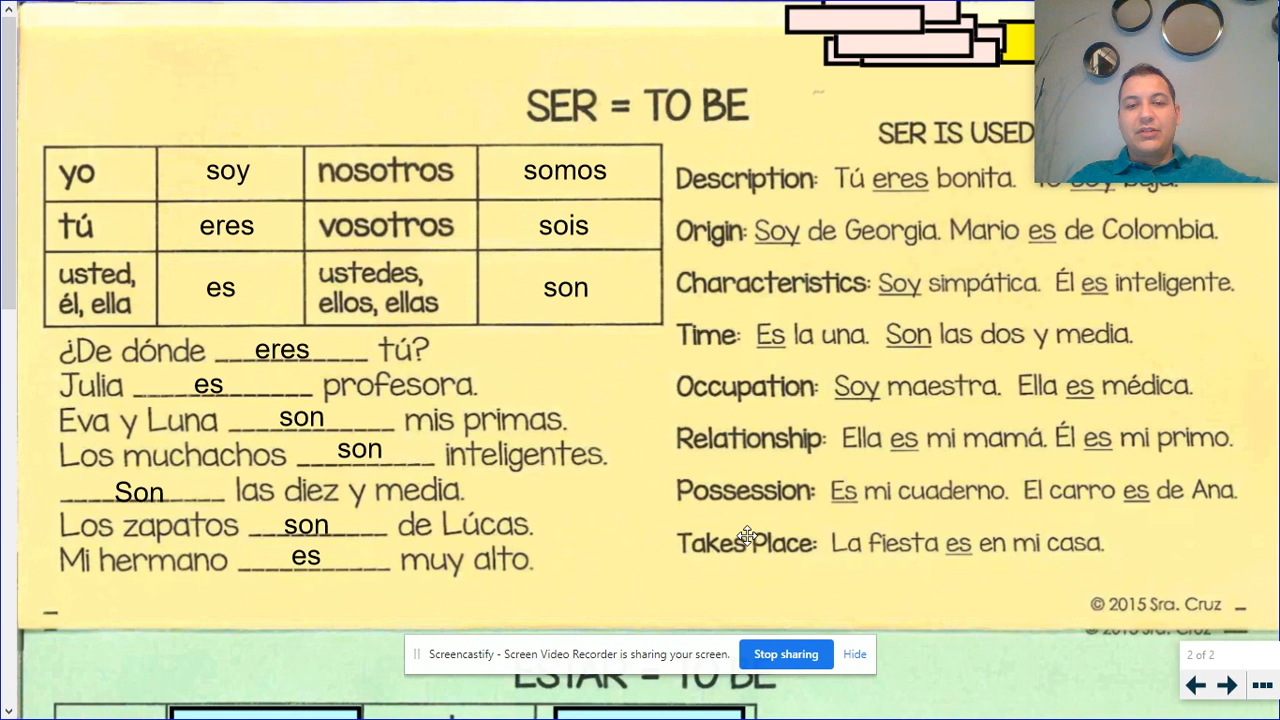 SER = TO BE
yo soy nosotros somos
tú eres vosotros sois
usted, él, ella es ustedes, ellos, ellas son
¿De dónde eres tú?
Julia es profesora.
Eva y Luna son mis primas.
Los muchachos son inteligentes.
Son las diez y media.
Los zapatos son de Lúcas.
Mi hermano es muy alto.
SER IS USED
Description: Tú eres bonita.
Origin: Soy de Georgia. Mario es de Colombia.
Characteristics: Soy simpática. Él es inteligente.
Time: Es la una. Son las dos y media.
Occupation: Soy maestra. Ella es médica.
Relationship: Ella es mi mamá. Él es mi primo.
Possession: Es mi cuaderno. El carro es de Ana.
Takes Place: La fiesta es en mi casa.
© 2015 Sra. Cruz
© 2015 Sra. Cruz
Screencastify - Screen Video Recorder is sharing your screen. Stop sharing Hide
2 of 2
ESTAR = TO BE